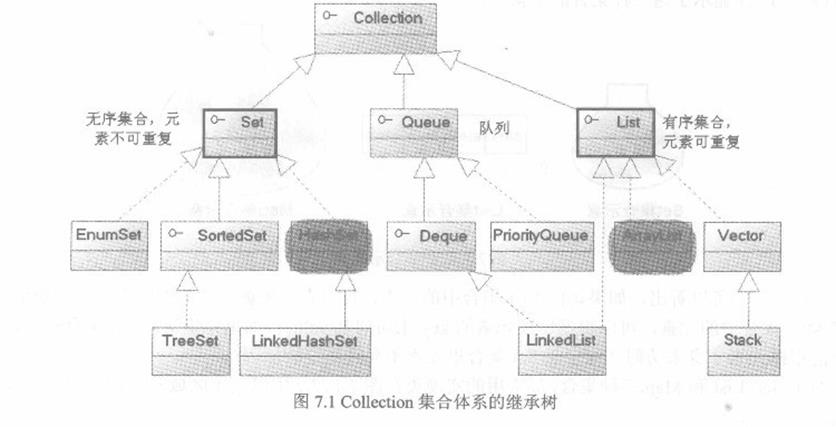 Collection
无序集合，元
素不可重复
Set
Queue
队列
List
有序集合，
元素可重复
EnumSet
SortedSet
HashSet
Deque
PriorityQueue
ArrayList
Vector
TreeSet
LinkedHashSet
LinkedList
Stack
图 7.1 Collection 集合体系的继承树